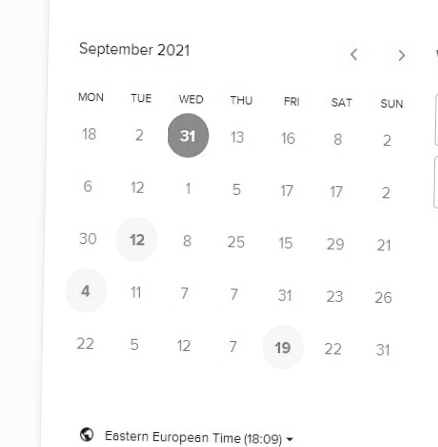 September 2021
MON TUE WED THU FRI SAT SUN
18 2 31 13 16 8 2
6 12 1 5 17 17 2
30 12 8 25 15 29 21
4 11 7 7 31 23 26
22 5 12 7 19 22 31
Eastern European Time (18:09)